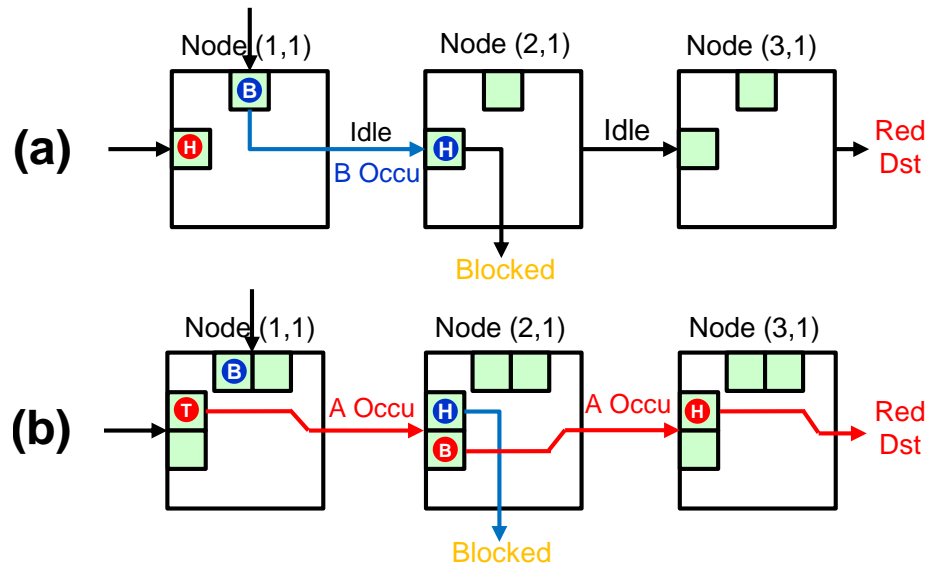 Node (1,1) Node (2,1) Node (3,1)
B
(a) H Idle H Idle Red
B Occu Dst
Blocked
Node (1,1) Node (2,1) Node (3,1)
B
(b) T A Occu H A Occu H Red
B Dst
Blocked